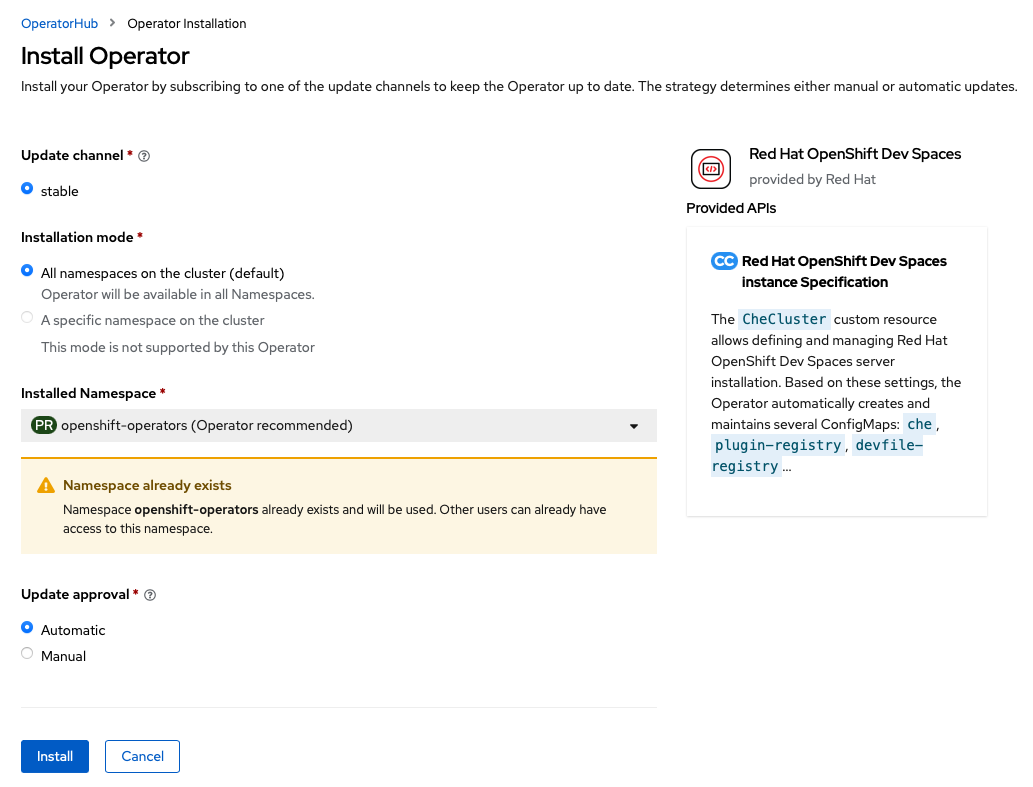 OperatorHub > Operator Installation
Install Operator
Install your Operator by subscribing to one of the update channels to keep the Operator up to date. The strategy determines either manual or automatic updates.
Update channel *
stable
Installation mode *
All namespaces on the cluster (default)
Operator will be available in all Namespaces.
A specific namespace on the cluster
This mode is not supported by this Operator
Installed Namespace *
PR openshift-operators (Operator recommended)
Namespace already exists
Namespace openshift-operators already exists and will be used. Other users can already have
access to this namespace.
Update approval *
Automatic
Manual
Install Cancel
Red Hat OpenShift Dev Spaces
provided by Red Hat
Provided APIs
CC Red Hat OpenShift Dev Spaces
instance Specification
The CheCluster custom resource
allows defining and managing Red Hat
OpenShift Dev Spaces server
installation. Based on these settings, the
Operator automatically creates and
maintains several ConfigMaps: che,
plugin-registry, devfile-
registry...